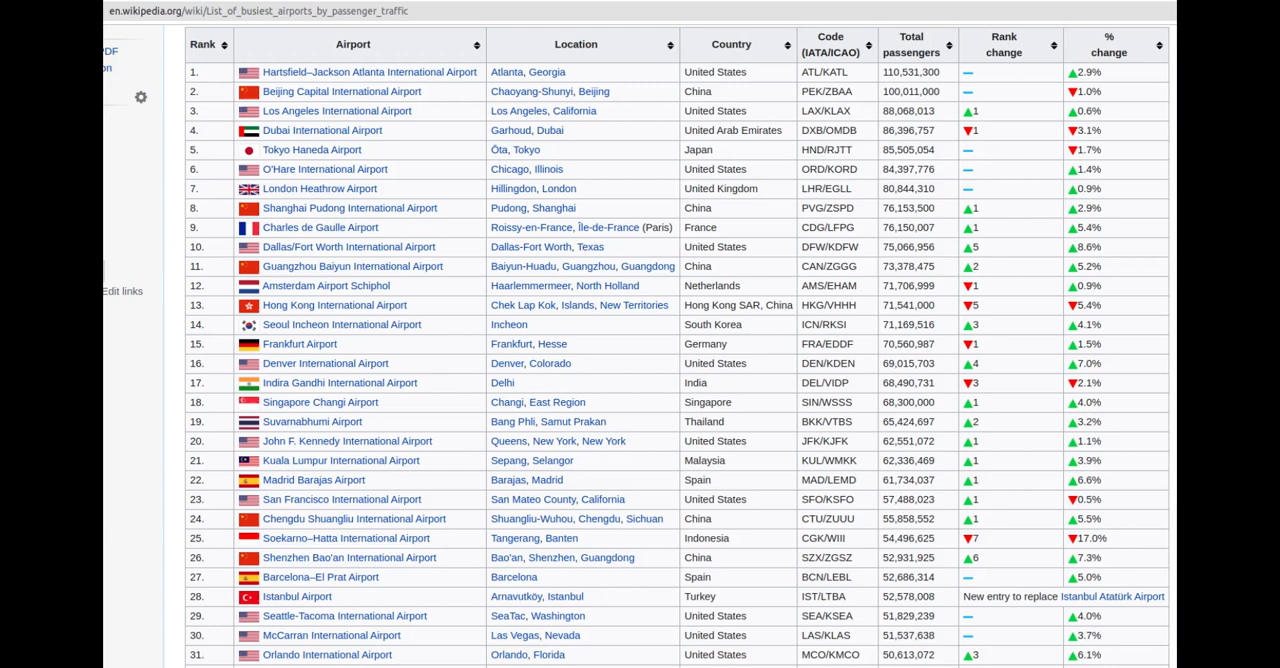 en.wikipedia.org/wiki/List_of_busiest_airports_by_passenger_traffic
PDF
on
Edit links
Rank Airport Location Country Code (IATA/ICAO) Total passengers Rank change % change
1. Hartsfield–Jackson Atlanta International Airport Atlanta, Georgia United States ATL/KATL 110,531,300 — ▲2.9%
2. Beijing Capital International Airport Chaoyang-Shunyi, Beijing China PEK/ZBAA 100,011,000 — ▼1.0%
3. Los Angeles International Airport Los Angeles, California United States LAX/KLAX 88,068,013 ▲1 ▲0.6%
4. Dubai International Airport Garhoud, Dubai United Arab Emirates DXB/OMDB 86,396,757 ▼1 ▼3.1%
5. Tokyo Haneda Airport Ōta, Tokyo Japan HND/RJTT 85,505,054 — ▼1.7%
6. O'Hare International Airport Chicago, Illinois United States ORD/KORD 84,397,776 — ▲1.4%
7. London Heathrow Airport Hillingdon, London United Kingdom LHR/EGLL 80,844,310 — ▲0.9%
8. Shanghai Pudong International Airport Pudong, Shanghai China PVG/ZSPD 76,153,500 ▲1 ▲2.9%
9. Charles de Gaulle Airport Roissy-en-France, Île-de-France (Paris) France CDG/LFPG 76,150,007 ▲1 ▲5.4%
10. Dallas/Fort Worth International Airport Dallas-Fort Worth, Texas United States DFW/KDFW 75,066,956 ▲5 ▲8.6%
11. Guangzhou Baiyun International Airport Baiyun-Huadu, Guangzhou, Guangdong China CAN/ZGGG 73,378,475 ▲2 ▲5.2%
12. Amsterdam Airport Schiphol Haarlemmermeer, North Holland Netherlands AMS/EHAM 71,706,999 ▼1 ▲0.9%
13. Hong Kong International Airport Chek Lap Kok, Islands, New Territories Hong Kong SAR, China HKG/VHHH 71,541,000 ▼5 ▼5.4%
14. Seoul Incheon International Airport Incheon South Korea ICN/RKSI 71,169,516 ▲3 ▲4.1%
15. Frankfurt Airport Frankfurt, Hesse Germany FRA/EDDF 70,560,987 ▼1 ▲1.5%
16. Denver International Airport Denver, Colorado United States DEN/KDEN 69,015,703 ▲4 ▲7.0%
17. Indira Gandhi International Airport Delhi India DEL/VIDP 68,490,731 ▼3 ▼2.1%
18. Singapore Changi Airport Changi, East Region Singapore SIN/WSSS 68,300,000 ▲1 ▲4.0%
19. Suvarnabhumi Airport Bang Phli, Samut Prakan Thailand BKK/VTBS 65,424,697 ▲2 ▲3.2%
20. John F. Kennedy International Airport Queens, New York, New York United States JFK/KJFK 62,551,072 ▲1 ▲1.1%
21. Kuala Lumpur International Airport Sepang, Selangor Malaysia KUL/WMKK 62,336,469 ▲1 ▲3.9%
22. Madrid Barajas Airport Barajas, Madrid Spain MAD/LEMD 61,734,037 ▲1 ▲6.6%
23. San Francisco International Airport San Mateo County, California United States SFO/KSFO 57,488,023 ▲1 ▼0.5%
24. Chengdu Shuangliu International Airport Shuangliu-Wuhou, Chengdu, Sichuan China CTU/ZUUU 55,858,552 ▲1 ▲5.5%
25. Soekarno–Hatta International Airport Tangerang, Banten Indonesia CGK/WIII 54,496,625 ▼7 ▼17.0%
26. Shenzhen Bao'an International Airport Bao'an, Shenzhen, Guangdong China SZX/ZGSZ 52,931,925 ▲6 ▲7.3%
27. Barcelona–El Prat Airport Barcelona Spain BCN/LEBL 52,686,314 — ▲5.0%
28. Istanbul Airport Arnavutköy, Istanbul Turkey IST/LTBA 52,578,008 New entry to replace Istanbul Atatürk Airport
29. Seattle-Tacoma International Airport SeaTac, Washington United States SEA/KSEA 51,829,239 — ▲4.0%
30. McCarran International Airport Las Vegas, Nevada United States LAS/KLAS 51,537,638 — ▲3.7%
31. Orlando International Airport Orlando, Florida United States MCO/KMCO 50,613,072 ▲3 ▲6.1%